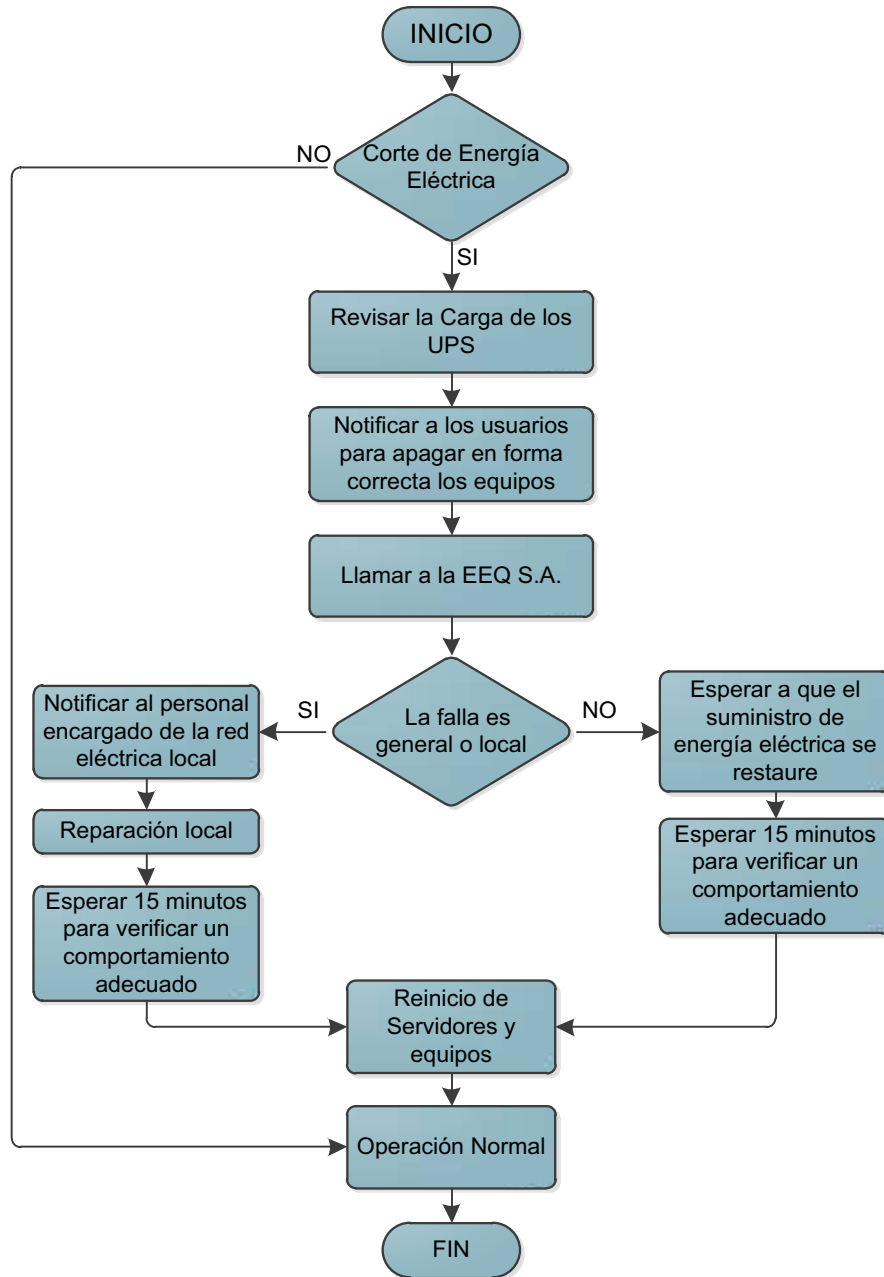 INICIO
Corte de Energía
Eléctrica
NO
SI
Revisar la Carga de los
UPS
Notificar a los usuarios
para apagar en forma
correcta los equipos
Llamar a la EEQ S.A.
La falla es
general o local
SI
NO
Notificar al personal
encargado de la red
eléctrica local
Reparación local
Esperar 15 minutos
para verificar un
comportamiento
adecuado
Esperar a que el
suministro de
energía eléctrica se
restaure
Esperar 15 minutos
para verificar un
comportamiento
adecuado
Reinicio de
Servidores y
equipos
Operación Normal
FIN